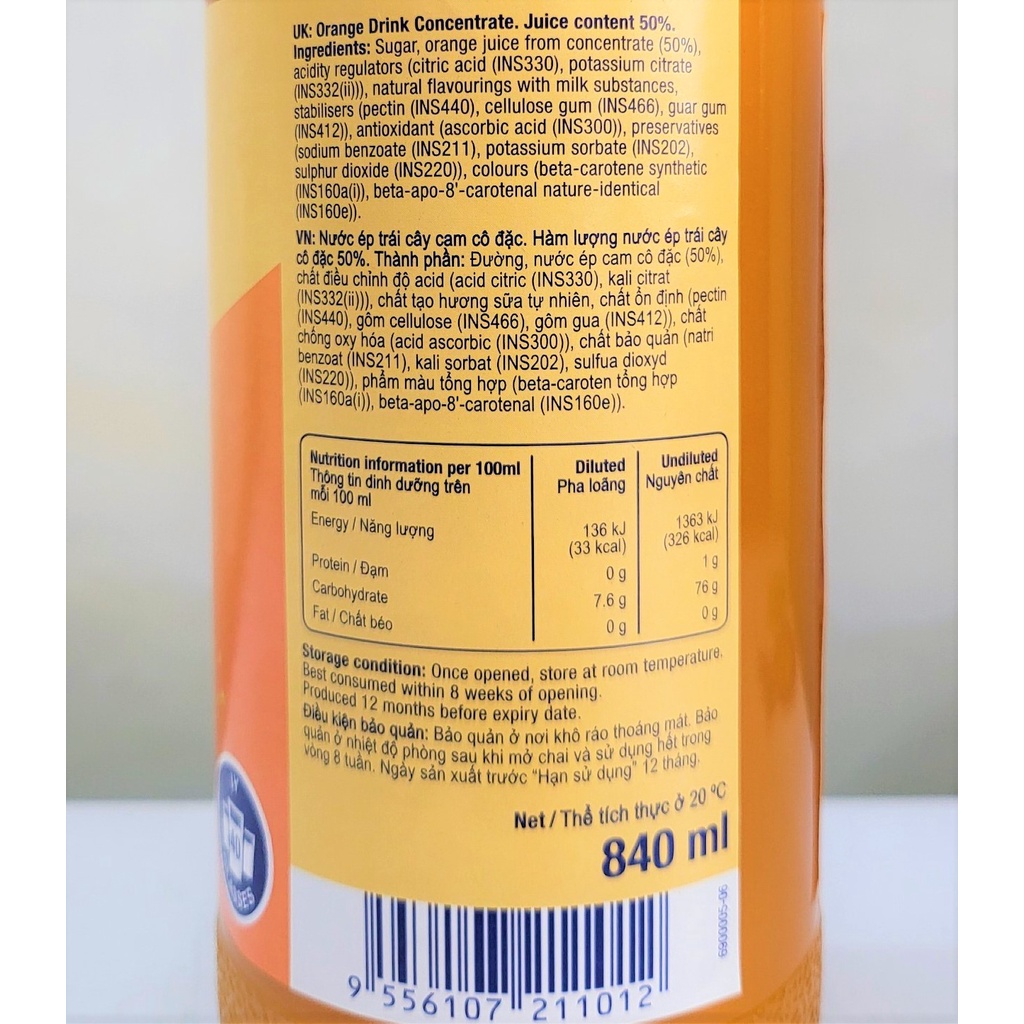 UK: Orange Drink Concentrate. Juice content 50%.
Ingredients: Sugar, orange juice from concentrate (50%),
acidity regulators (citric acid (INS330), potassium citrate
(INS332(ii))), natural flavourings with milk substances,
stabilisers (pectin (INS440), cellulose gum (INS466), guar gum
(INS412)), antioxidant (ascorbic acid (INS300)), preservatives
(sodium benzoate (INS211), potassium sorbate (INS202),
sulphur dioxide (INS220)), colours (beta-carotene synthetic
(INS160a(i)), beta-apo-8'-carotenal nature-identical
(INS160e)).
VN: Nước ép trái cây cam cô đặc. Hàm lượng nước ép trái cây
cô đặc 50%. Thành phần: Đường, nước ép cam cô đặc (50%),
chất điều chỉnh độ acid (acid citric (INS330), kali citrat
(INS332(ii))), chất tạo hương sữa tự nhiên, chất ổn định (pectin
(INS440), gôm cellulose (INS466), gôm gua (INS412)), chất
chống oxy hóa (acid ascorbic (INS300)), chất bảo quản (natri
benzoat (INS211), kali sorbat (INS202), sulfua dioxyd
(INS220)), phẩm màu tổng hợp (beta-caroten tổng hợp
(INS160a(i)), beta-apo-8'-carotenal (INS160e)).
Nutrition information per 100ml Diluted Undiluted
Thông tin dinh dưỡng trên Pha loãng Nguyên chất
mỗi 100 ml
Energy / Năng lượng 136 kJ 1363 kJ
(33 kcal) (326 kcal)
Protein / Đạm 0 g 1 g
Carbohydrate 7.6 g 76 g
Fat / Chất béo 0 g 0 g
Storage condition: Once opened, store at room temperature.
Best consumed within 8 weeks of opening.
Produced 12 months before expiry date.
Điều kiện bảo quản: Bảo quản ở nơi khô ráo thoáng mát. Bảo
quản ở nhiệt độ phòng sau khi mở chai và sử dụng hết trong
vòng 8 tuần. Ngày sản xuất trước "Hạn sử dụng" 12 tháng.
Net / Thể tích thực ở 20 ºC
840 ml
40
6900005-06
9 556107 211012